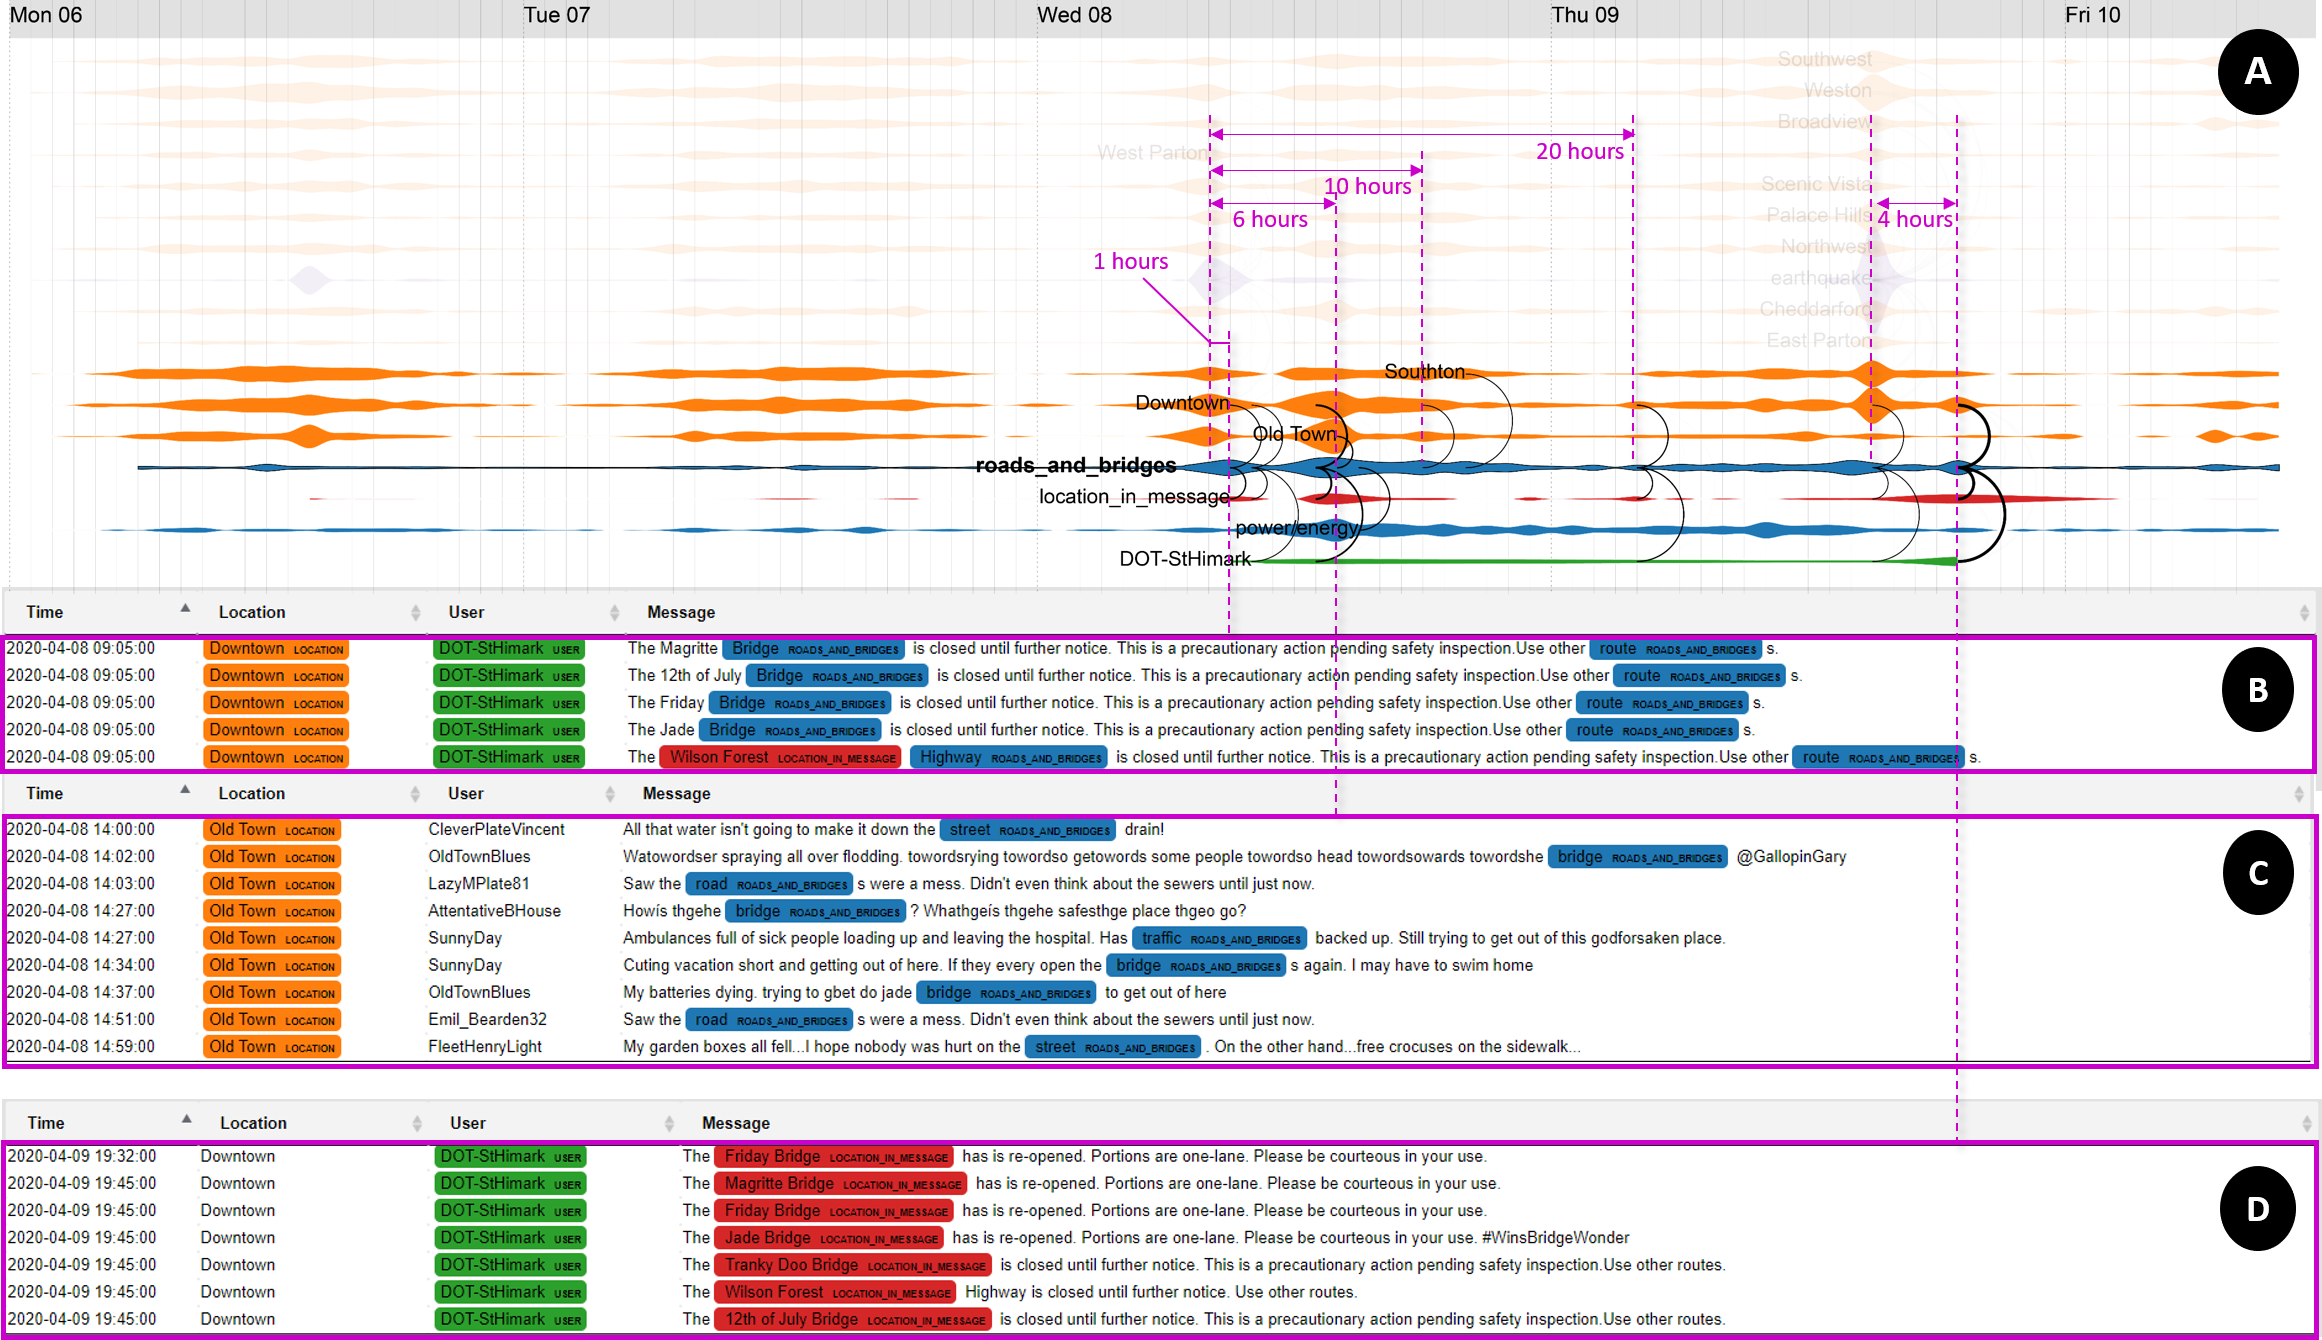 Mon 06 Tue 07 Wed 08 Thu 09 Fri 10
A
Southwest
Weston
Broadview
West Parton
20 hours
Scenic Vista
10 hours
Palace Hills
6 hours
4 hours
Northwest
1 hours
earthquake
Cheddarford
East Parton
Southton
Downtown
Old Town
roads_and_bridges
location_in_message
power/energy
DOT-StHimark
Time Location User Message
2020-04-08 09:05:00 Downtown LOCATION DOT-StHimark USER The Magritte Bridge ROADS_AND_BRIDGES is closed until further notice. This is a precautionary action pending safety inspection.Use other route ROADS_AND_BRIDGES s.
2020-04-08 09:05:00 Downtown LOCATION DOT-StHimark USER The 12th of July Bridge ROADS_AND_BRIDGES is closed until further notice. This is a precautionary action pending safety inspection.Use other route ROADS_AND_BRIDGES s.
2020-04-08 09:05:00 Downtown LOCATION DOT-StHimark USER The Friday Bridge ROADS_AND_BRIDGES is closed until further notice. This is a precautionary action pending safety inspection.Use other route ROADS_AND_BRIDGES s.
2020-04-08 09:05:00 Downtown LOCATION DOT-StHimark USER The Jade Bridge ROADS_AND_BRIDGES is closed until further notice. This is a precautionary action pending safety inspection.Use other route ROADS_AND_BRIDGES s.
2020-04-08 09:05:00 Downtown LOCATION DOT-StHimark USER The Wilson Forest LOCATION_IN_MESSAGE Highway ROADS_AND_BRIDGES is closed until further notice. This is a precautionary action pending safety inspection.Use other route ROADS_AND_BRIDGES s.
B
Time Location User Message
2020-04-08 14:00:00 Old Town LOCATION CleverPlateVincent All that water isn't going to make it down the street ROADS_AND_BRIDGES drain!
2020-04-08 14:02:00 Old Town LOCATION OldTownBlues Watowordser spraying all over flodding. towordsrying towordso getowords some people towordso head towordsowards towordshe bridge ROADS_AND_BRIDGES @GallopinGary
2020-04-08 14:03:00 Old Town LOCATION LazyMPlate81 Saw the road ROADS_AND_BRIDGES s were a mess. Didn't even think about the sewers until just now.
2020-04-08 14:27:00 Old Town LOCATION AttentativeBHouse Howís thgehe bridge ROADS_AND_BRIDGES ? Whathgeís thgehe safesthge place thgeo go?
2020-04-08 14:27:00 Old Town LOCATION SunnyDay Ambulances full of sick people loading up and leaving the hospital. Has traffic ROADS_AND_BRIDGES backed up. Still trying to get out of this godforsaken place.
2020-04-08 14:34:00 Old Town LOCATION SunnyDay Cuting vacation short and getting out of here. If they every open the bridge ROADS_AND_BRIDGES s again. I may have to swim home
2020-04-08 14:37:00 Old Town LOCATION OldTownBlues My batteries dying. trying to gbet do jade bridge ROADS_AND_BRIDGES to get out of here
2020-04-08 14:51:00 Old Town LOCATION Emil_Bearden32 Saw the road ROADS_AND_BRIDGES s were a mess. Didn't even think about the sewers until just now.
2020-04-08 14:59:00 Old Town LOCATION FleetHenryLight My garden boxes all fell...I hope nobody was hurt on the street ROADS_AND_BRIDGES . On the other hand...free crocuses on the sidewalk...
C
Time Location User Message
2020-04-09 19:32:00 Downtown DOT-StHimark USER The Friday Bridge LOCATION_IN_MESSAGE has is re-opened. Portions are one-lane. Please be courteous in your use.
2020-04-09 19:45:00 Downtown DOT-StHimark USER The Magritte Bridge LOCATION_IN_MESSAGE has is re-opened. Portions are one-lane. Please be courteous in your use.
2020-04-09 19:45:00 Downtown DOT-StHimark USER The Friday Bridge LOCATION_IN_MESSAGE has is re-opened. Portions are one-lane. Please be courteous in your use.
2020-04-09 19:45:00 Downtown DOT-StHimark USER The Jade Bridge LOCATION_IN_MESSAGE has is re-opened. Portions are one-lane. Please be courteous in your use. #WinsBridgeWonder
2020-04-09 19:45:00 Downtown DOT-StHimark USER The Tranky Doo Bridge LOCATION_IN_MESSAGE is closed until further notice. This is a precautionary action pending safety inspection.Use other routes.
2020-04-09 19:45:00 Downtown DOT-StHimark USER The Wilson Forest LOCATION_IN_MESSAGE Highway is closed until further notice. Use other routes.
2020-04-09 19:45:00 Downtown DOT-StHimark USER The 12th of July Bridge LOCATION_IN_MESSAGE is closed until further notice. This is a precautionary action pending safety inspection.Use other routes.
D